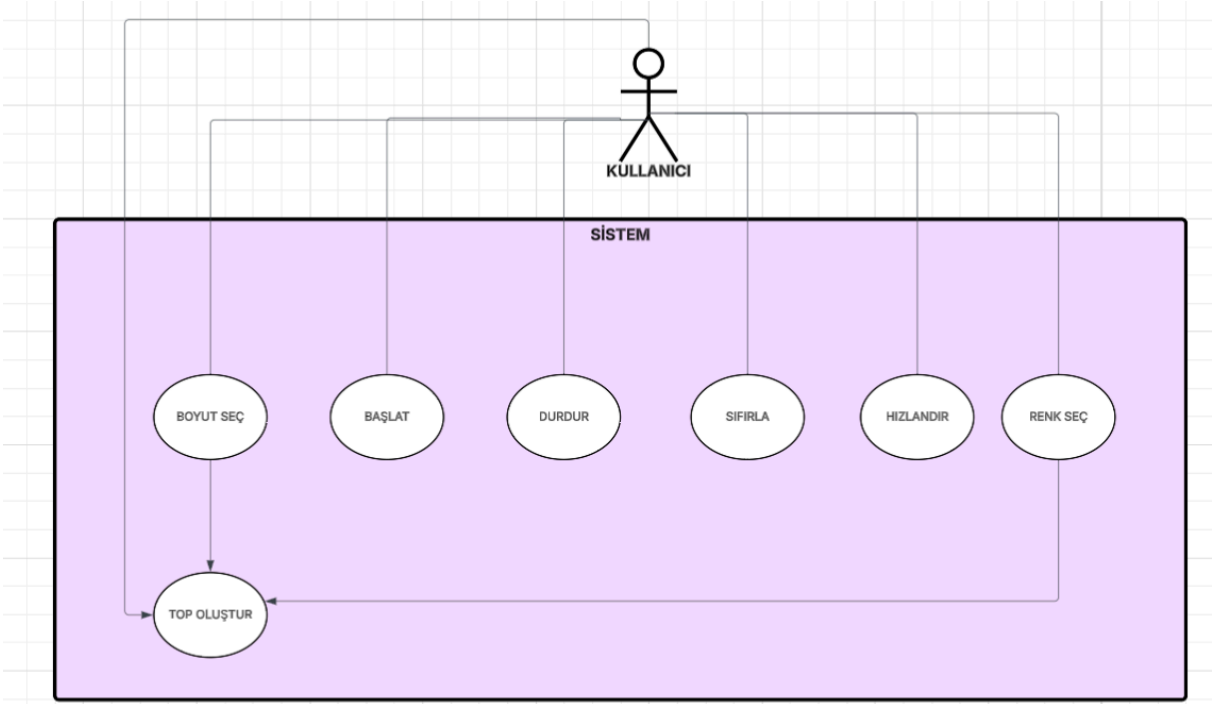 KULLANICI
SİSTEM
BOYUT SEÇ
BAŞLAT
DURDUR
SIFIRLA
HIZLANDIR
RENK SEÇ
TOP OLUŞTUR